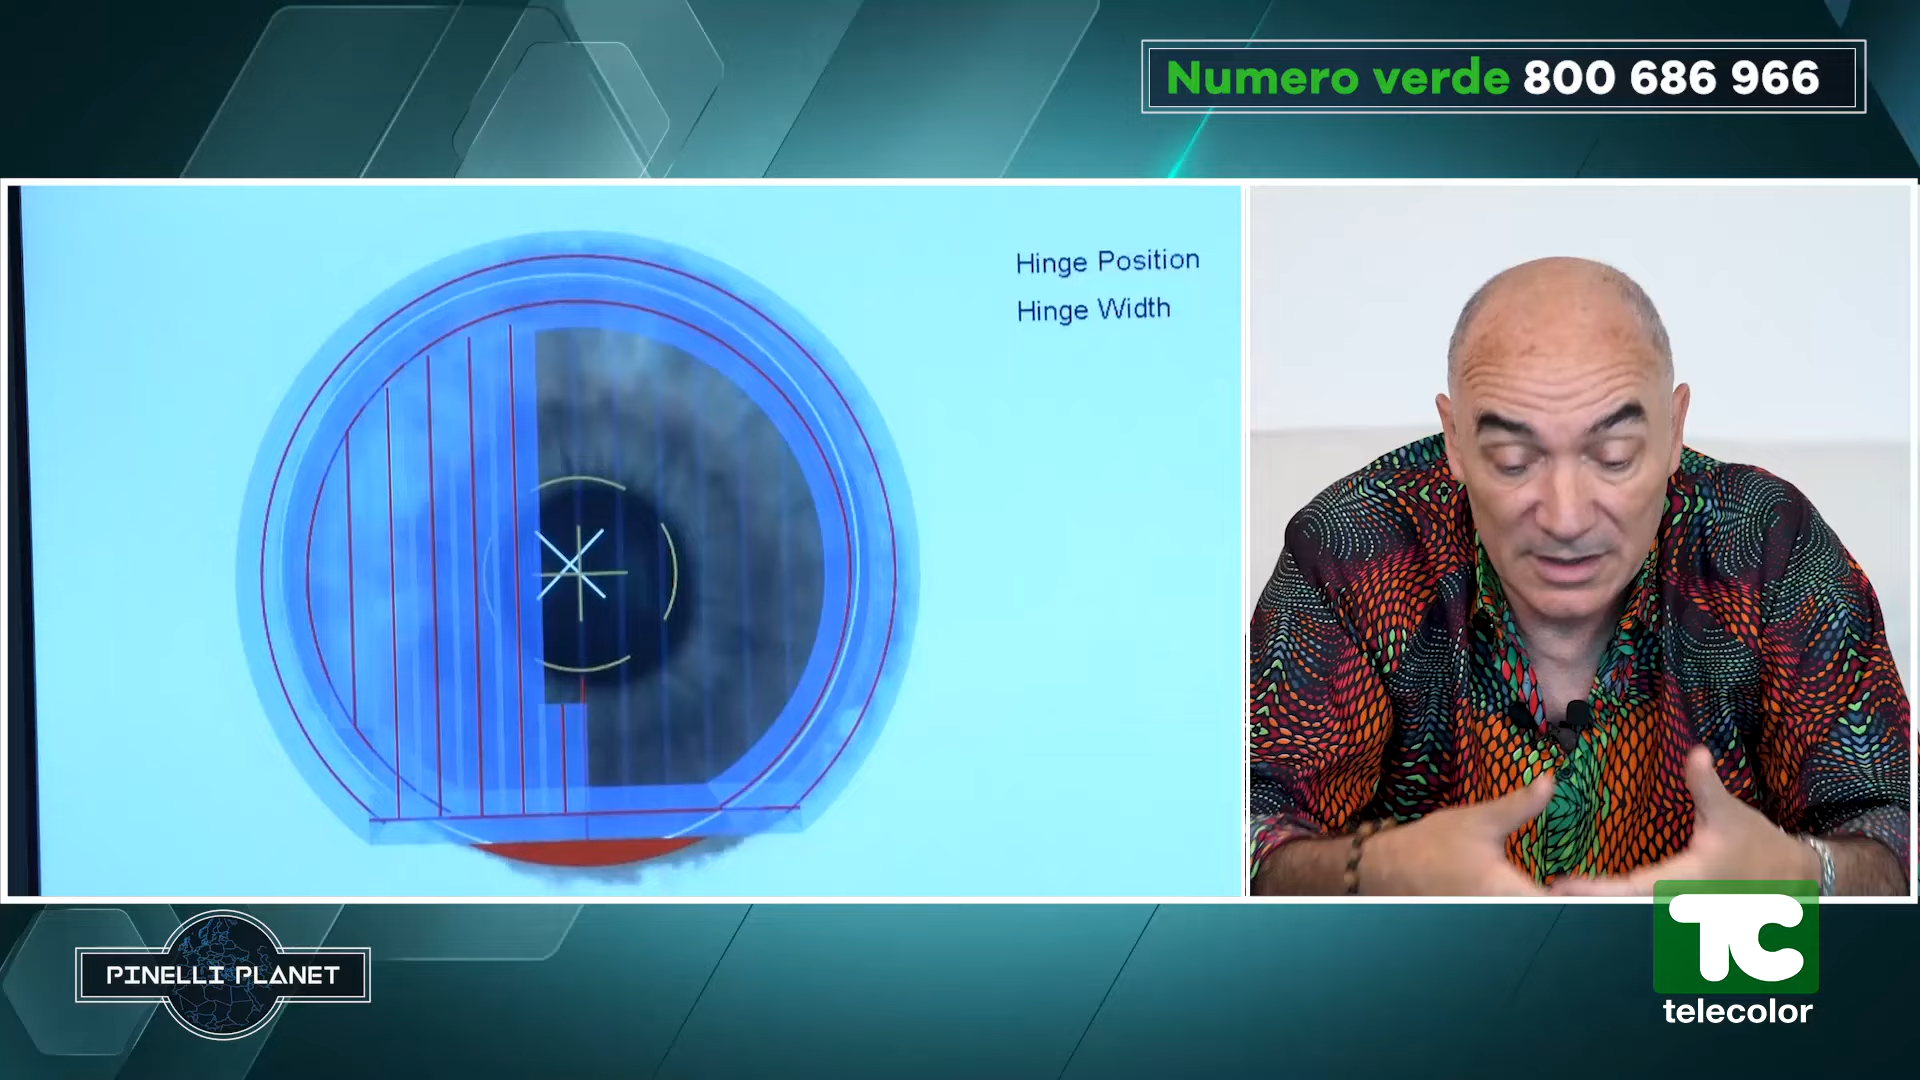 Numero verde 800 686 966
Hinge Position
Hinge Width
PINELLI PLANET
TC
telecolor